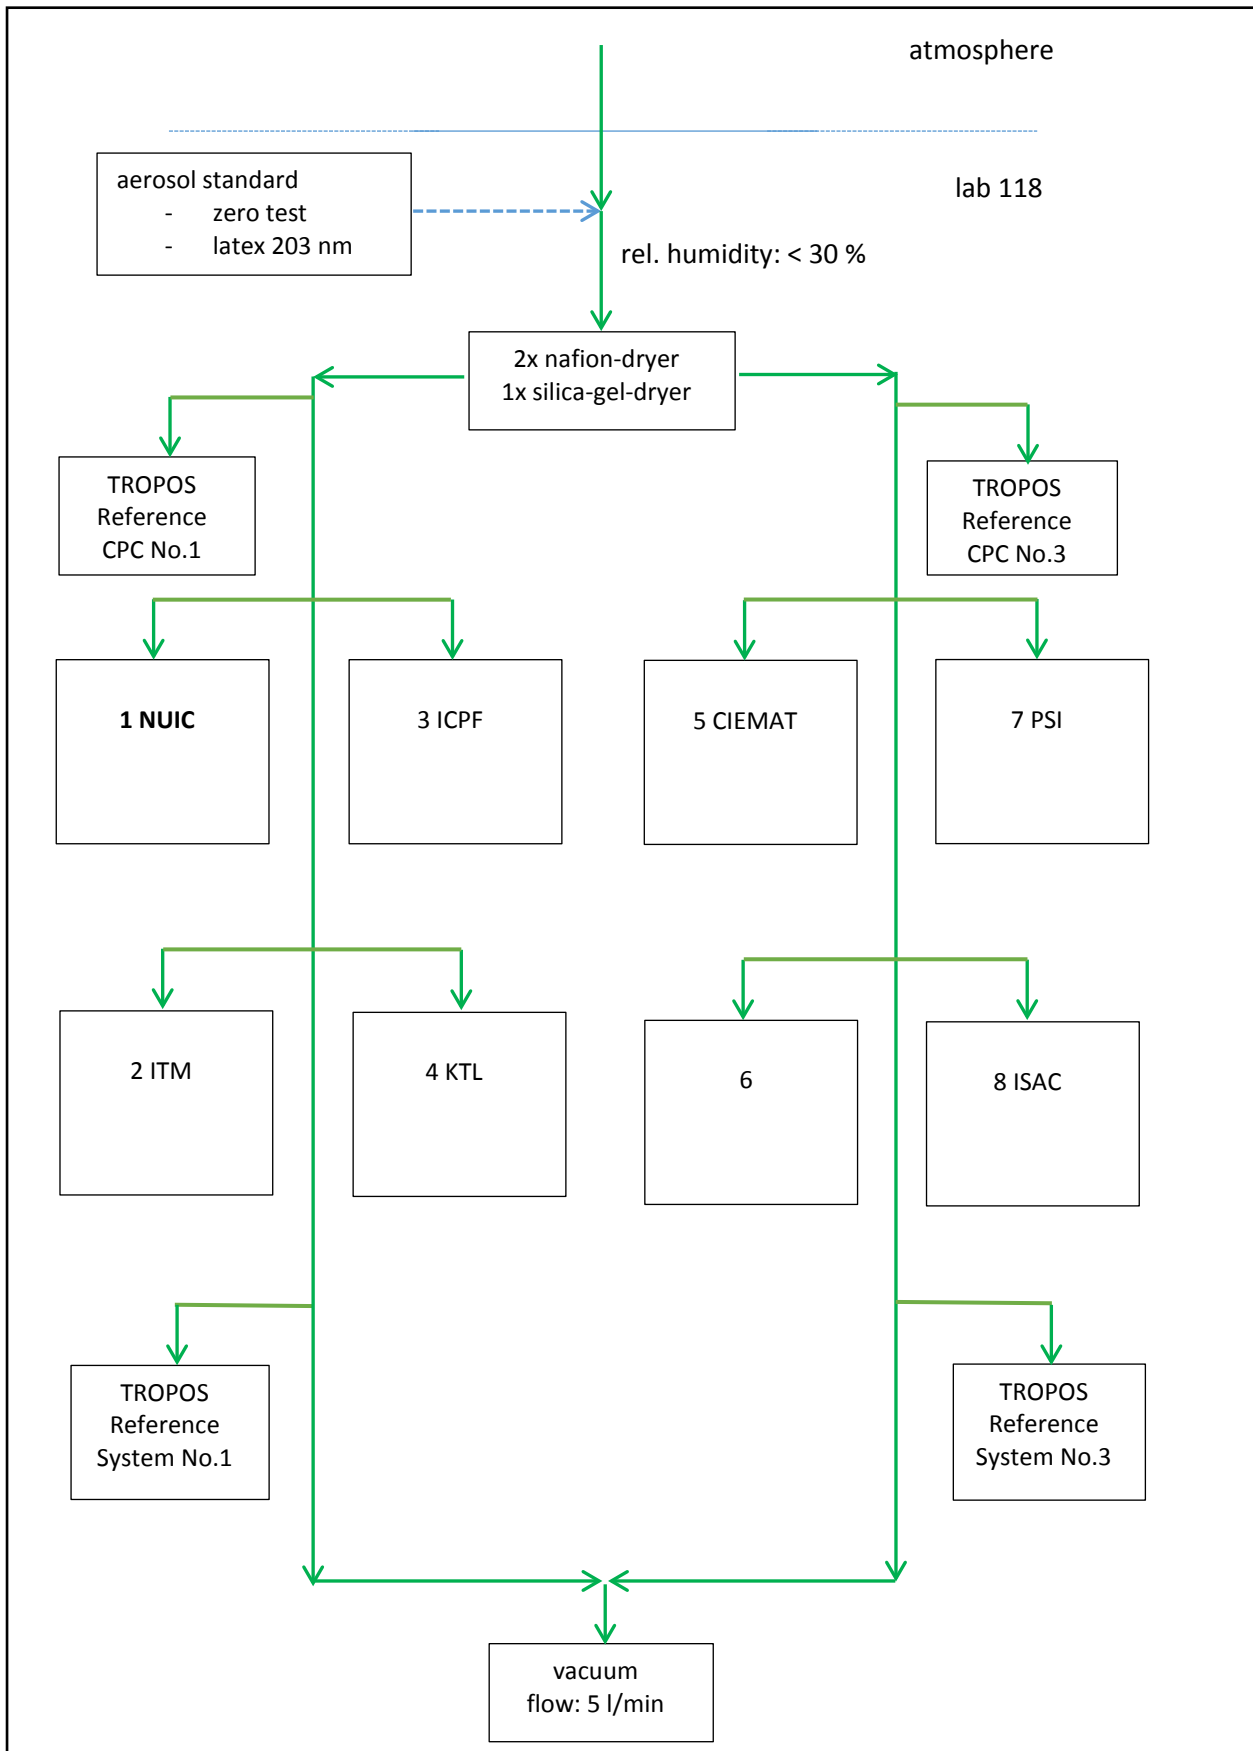 atmosphere
aerosol standard
- zero test
- latex 203 nm
lab 118
rel. humidity: < 30 %
2x nafion-dryer
1x silica-gel-dryer
TROPOS
Reference
CPC No.1
TROPOS
Reference
CPC No.3
1 NUIC
3 ICPF
5 CIEMAT
7 PSI
2 ITM
4 KTL
6
8 ISAC
TROPOS
Reference
System No.1
TROPOS
Reference
System No.3
vacuum
flow: 5 l/min